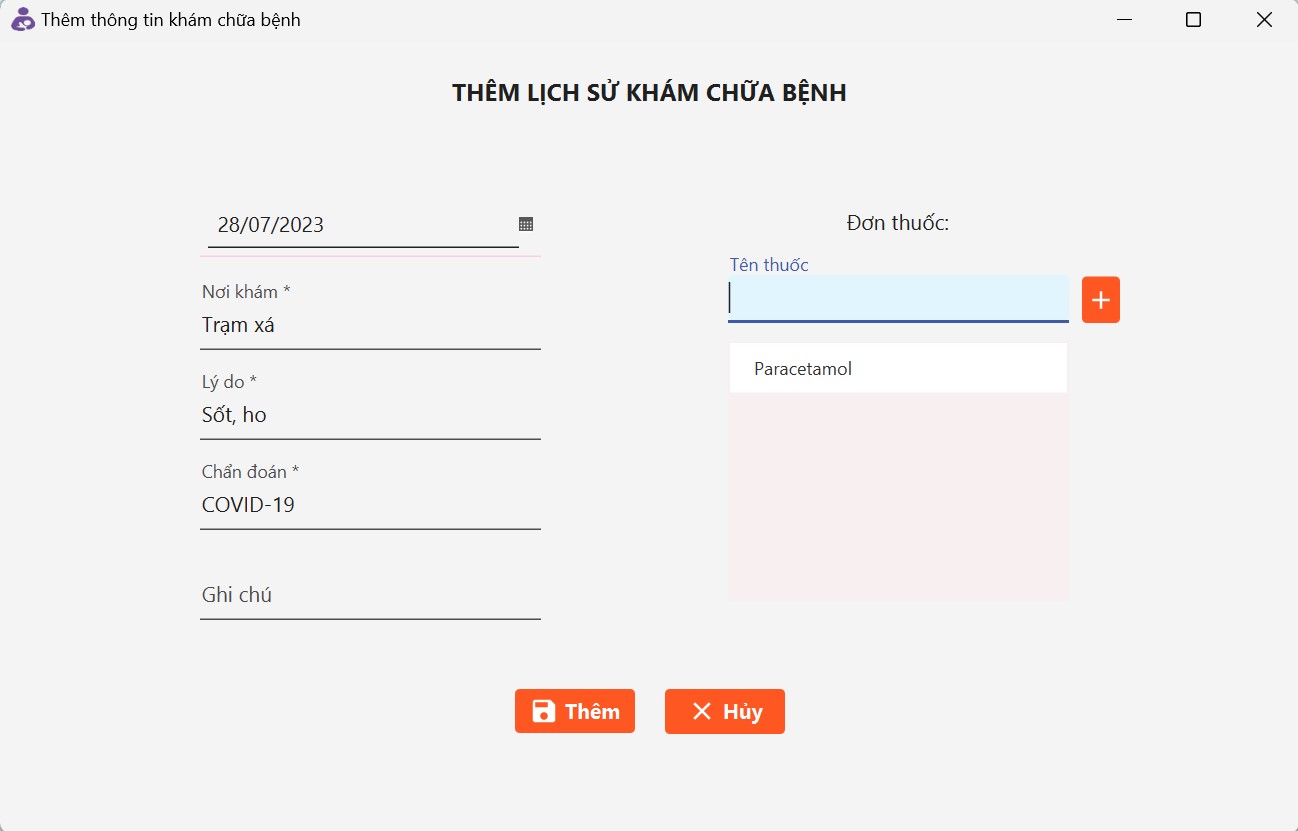 Thêm thông tin khám chữa bệnh
THÊM LỊCH SỬ KHÁM CHỮA BỆNH
28/07/2023
Nơi khám *
Trạm xá
Lý do *
Sốt, ho
Chẩn đoán *
COVID-19
Ghi chú
Đơn thuốc:
Tên thuốc
Paracetamol
Thêm
Hủy